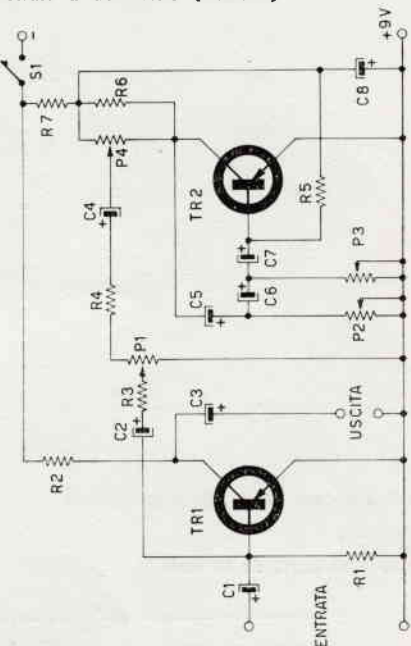 S1
-
R7
R2
R6
P4
C4
R4
P1
R3
C2
C5
C3
TR2
TR1
C7
C6
C1
R5
P3
P2
USCITA
C8
R1
ENTRATA
+9V